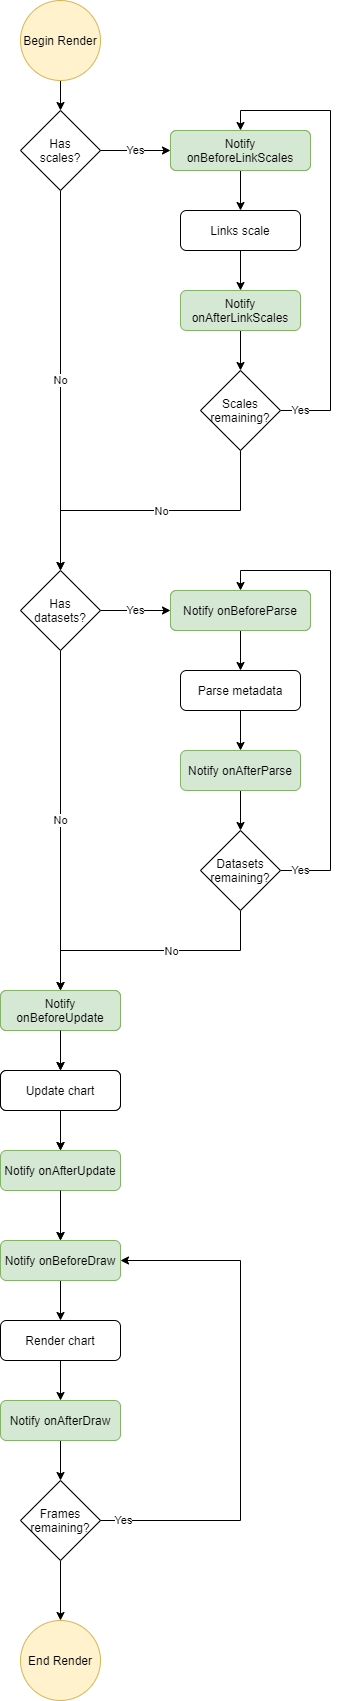 Begin Render
Has
scales?
Yes
Notify
onBeforeLinkScales
Links scale
Notify
onAfterLinkScales
No
Scales
remaining?
Yes
No
Has
datasets?
Yes
Notify onBeforeParse
Parse metadata
Notify onAfterParse
No
Datasets
remaining?
Yes
No
Notify
onBeforeUpdate
Update chart
Notify onAfterUpdate
Notify onBeforeDraw
Render chart
Notify onAfterDraw
Frames
remaining?
Yes
End Render